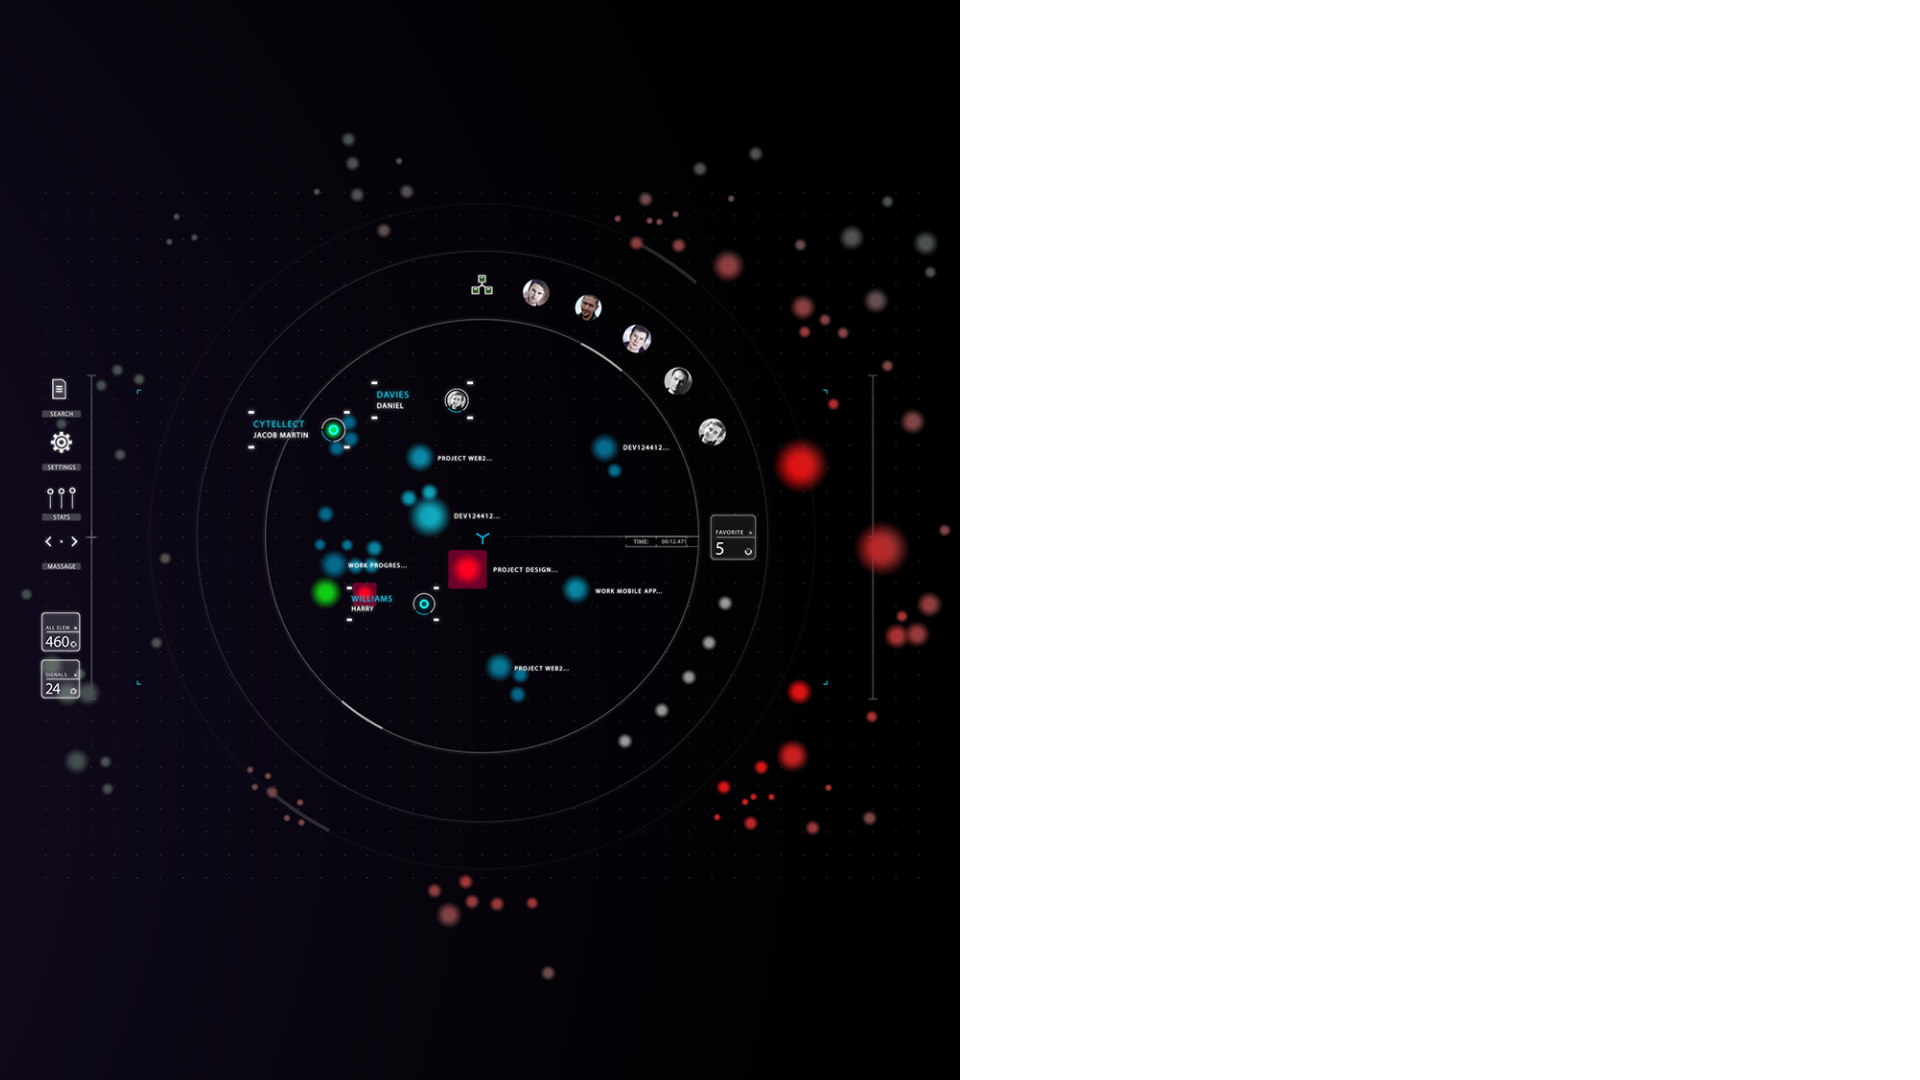 DAVIES
DANIEL
CYTELLECT
JACOB MARTIN
SEARCH
SETTINGS
STATS
MASSAGE
ALL ELEM
460
SIGNALS
24
PROJECT WEB2...
DEV124412...
DEV124412...
TIME: 00:12.471
FAVORITE
5
WORK PROGRES...
PROJECT DESIGN...
WORK MOBILE APP...
WILLIAMS
HARRY
PROJECT WEB2...